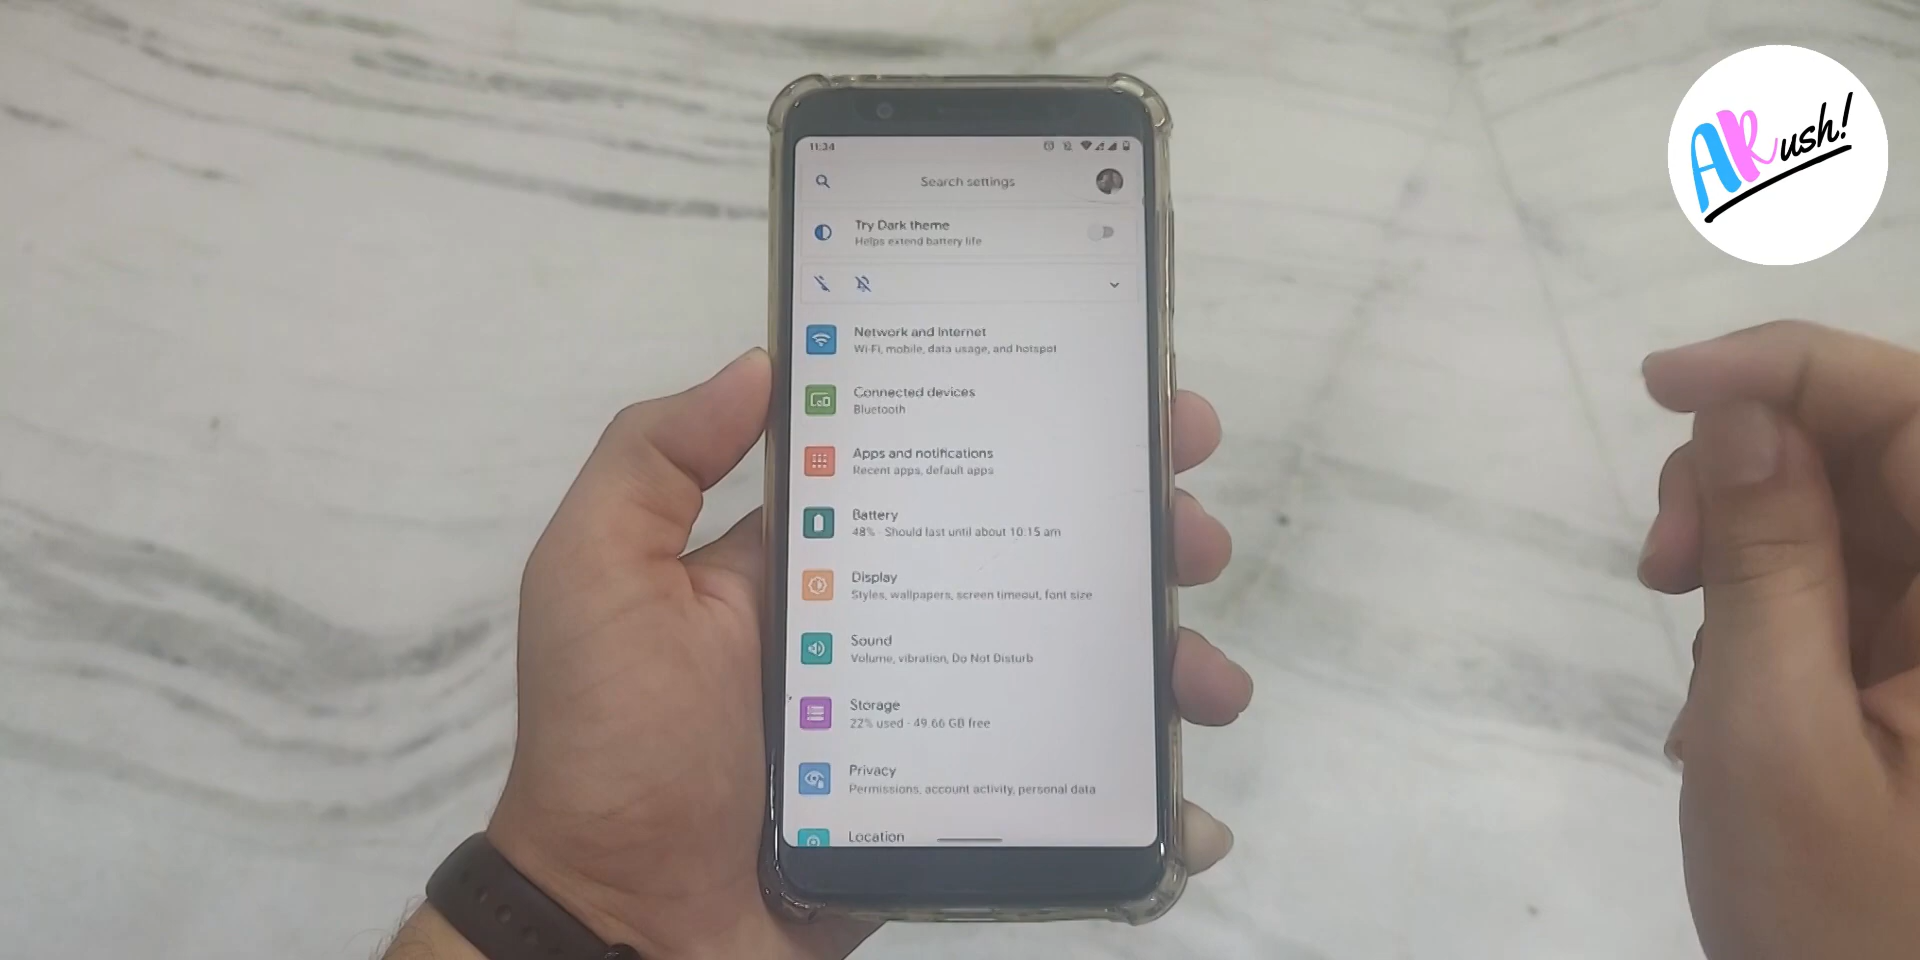 ARush!
11:34
Search settings
Try Dark theme
Helps extend battery life
Network and Internet
Wi-Fi, mobile, data usage, and hotspot
Connected devices
Bluetooth
Apps and notifications
Recent apps, default apps
Battery
48% · Should last until about 10:15 am
Display
Styles, wallpapers, screen timeout, font size
Sound
Volume, vibration, Do Not Disturb
Storage
22% used · 49.66 GB free
Privacy
Permissions, account activity, personal data
Location